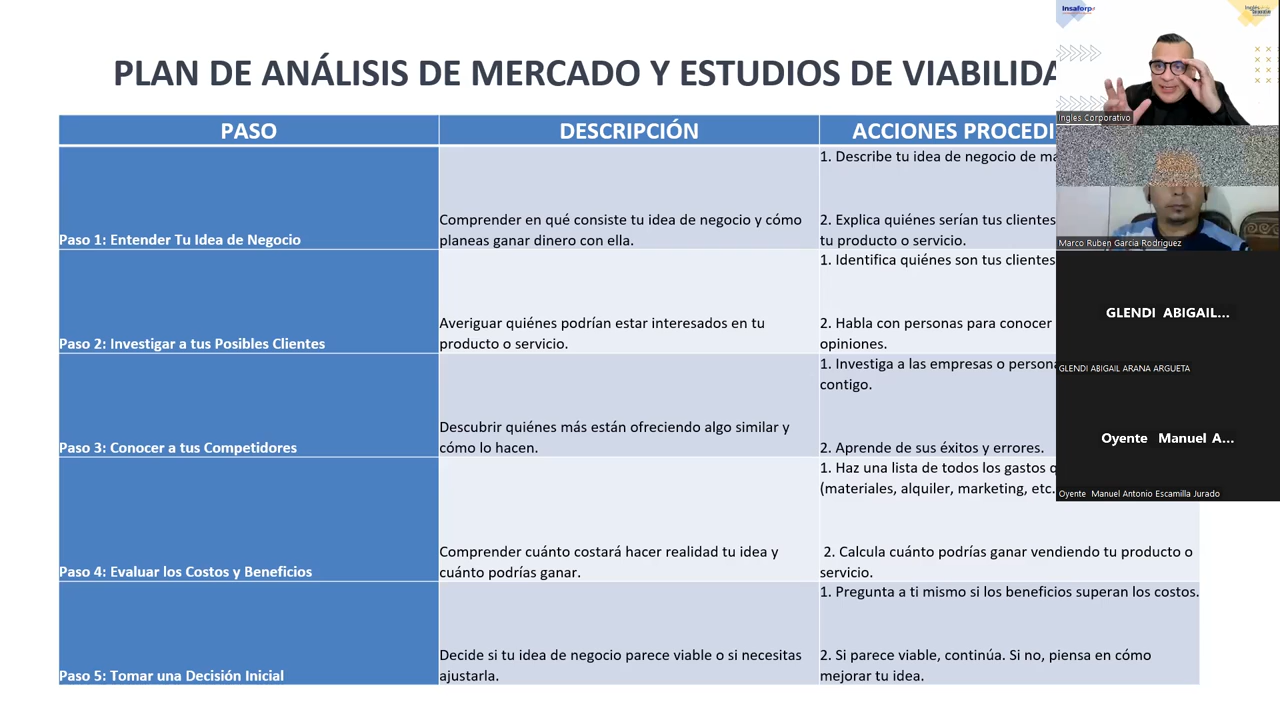 PLAN DE ANÁLISIS DE MERCADO Y ESTUDIOS DE
PASO
DESCRIPCIÓN
ACCIONES
Paso 1: Entender Tu Idea de Negocio
Comprender en qué consiste tu idea de negocio y cómo
planeas ganar dinero con ella.
1. Describe tu idea de negocio de
2. Explica quiénes serían tus clientes
tu producto o servicio.
Paso 2: Investigar a tus Posibles Clientes
Averiguar quiénes podrían estar interesados en tu
producto o servicio.
1. Identifica quiénes son tus clientes
2. Habla con personas para conocer
opiniones.
Paso 3: Conocer a tus Competidores
Descubrir quiénes más están ofreciendo algo similar y
cómo lo hacen.
1. Investiga a las empresas o
contigo.
2. Aprende de sus éxitos y errores.
Paso 4: Evaluar los Costos y Beneficios
Comprender cuánto costará hacer realidad tu idea y
cuánto podrías ganar.
1. Haz una lista de todos los gastos
(materiales, alquiler, marketing, etc.
2. Calcula cuánto podrías ganar vendiendo tu producto o
servicio.
Paso 5: Tomar una Decisión Inicial
Decide si tu idea de negocio parece viable o si necesitas
ajustarla.
1. Pregunta a ti mismo si los beneficios superan los costos.
2. Si parece viable, continúa. Si no, piensa en cómo
mejorar tu idea.
Insaforp
Ingles Corporativo
Marco Ruben Garcia Rodriguez
GLENDI ABIGAIL...
GLENDI ABIGAIL ARANA ARGUETA
Oyente Manuel A...
Oyente Manuel Antonio Escamilla Jurado